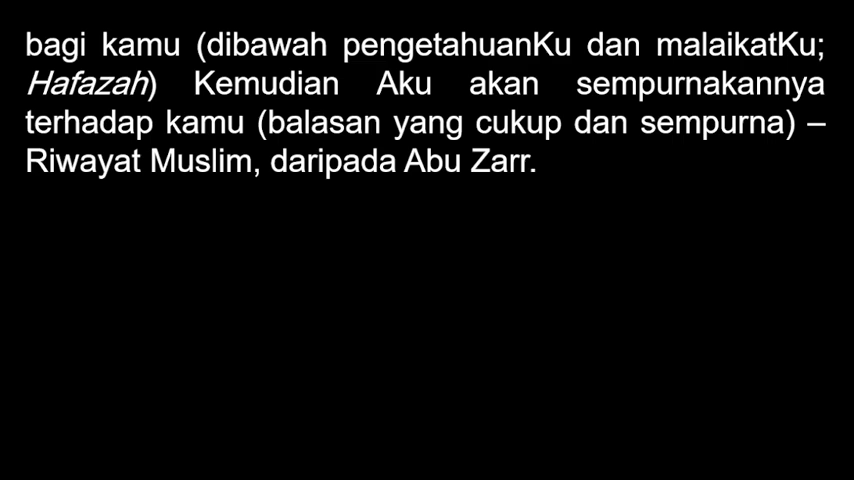 bagi kamu (dibawah pengetahuanKu dan malaikatKu;
Hafazah) Kemudian Aku akan sempurnakannya
terhadap kamu (balasan yang cukup dan sempurna) –
Riwayat Muslim, daripada Abu Zarr.